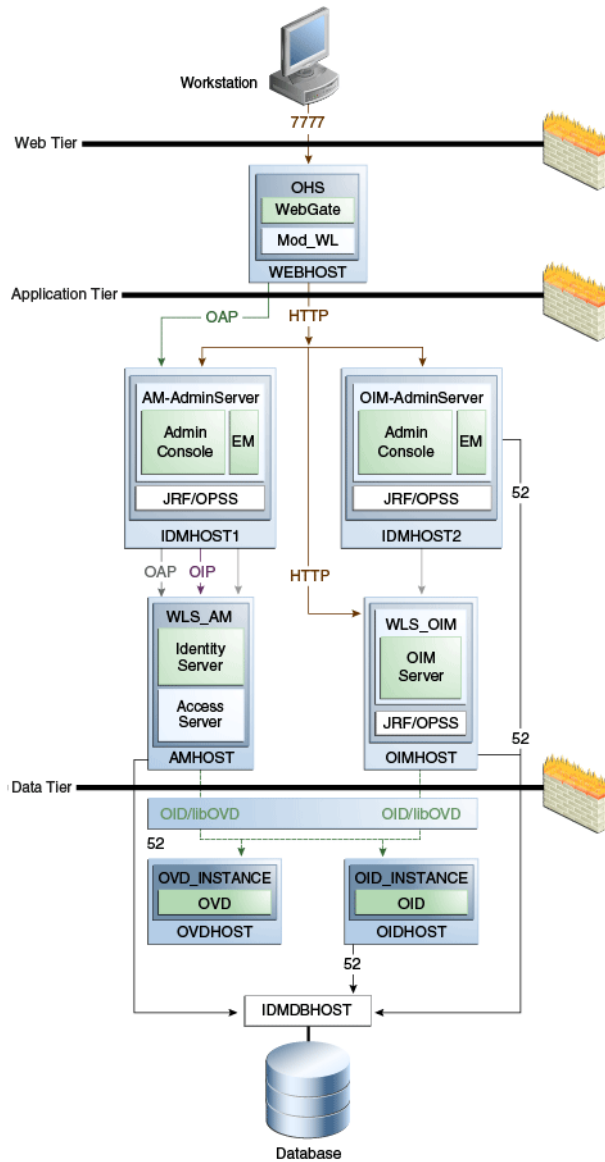 Workstation
7777
Web Tier
OHS
WebGate
Mod_WL
WEBHOST
Application Tier
OAP
HTTP
AM-AdminServer
Admin
Console
EM
JRF/OPSS
IDMHOST1
OIM-AdminServer
Admin
Console
EM
JRF/OPSS
IDMHOST2
52
OAP
OIP
HTTP
WLS_AM
Identity
Server
Access
Server
AMHOST
WLS_OIM
OIM
Server
JRF/OPSS
OIMHOST
52
Data Tier
OID/libOVD
OID/libOVD
52
OVD_INSTANCE
OVD
OVDHOST
OID_INSTANCE
OID
OIDHOST
52
IDMDBHOST
Database